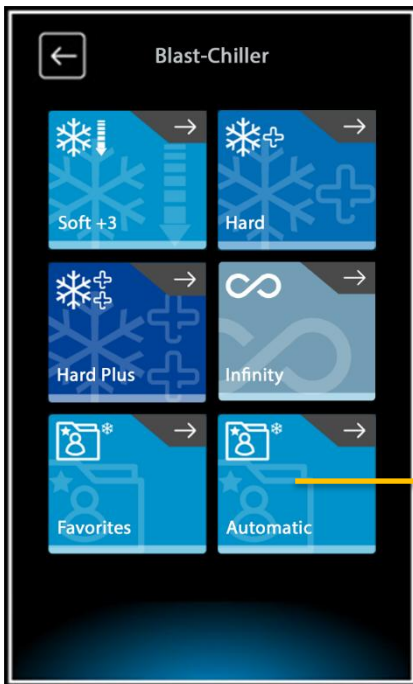 Blast-Chiller
Soft +3
Hard
Hard Plus
Infinity
Favorites
Automatic